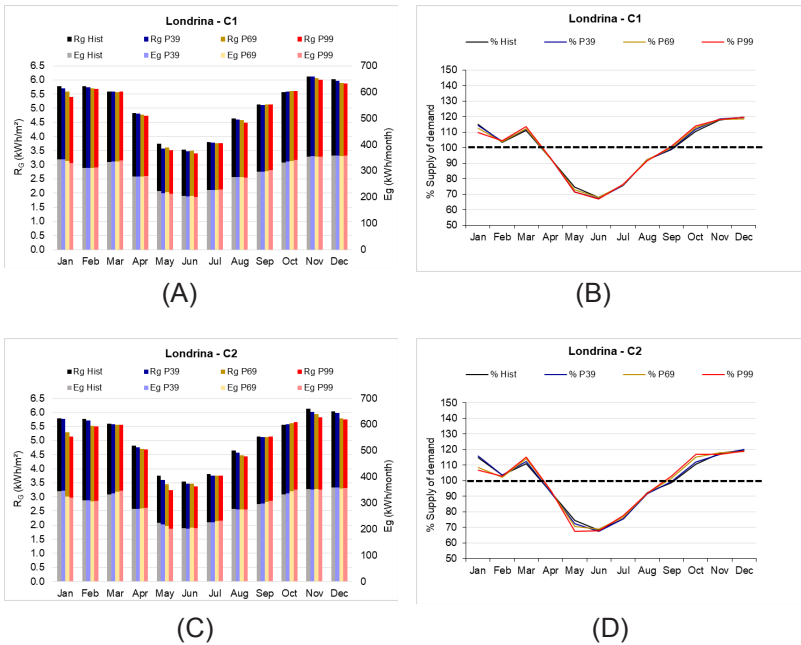 Londrina - C1
Rg Hist Rg P39 Rg P69 Rg P99
Eg Hist Eg P39 Eg P69 Eg P99
RG (kWh/m²)
6.5
6.0
5.5
5.0
4.5
4.0
3.5
3.0
2.5
2.0
1.5
1.0
0.5
0.0
700
600
500
400
300
200
100
0
Eg (kWh/month)
Jan Feb Mar Apr May Jun Jul Aug Sep Oct Nov Dec
(A)
Londrina - C1
% Hist % P39 % P69 % P99
% Supply of demand
150
140
130
120
110
100
90
80
70
60
50
Jan Feb Mar Apr May Jun Jul Aug Sep Oct Nov Dec
(B)
Londrina - C2
Rg Hist Rg P39 Rg P69 Rg P99
Eg Hist Eg P39 Eg P69 Eg P99
RG (kWh/m²)
6.5
6.0
5.5
5.0
4.5
4.0
3.5
3.0
2.5
2.0
1.5
1.0
0.5
0.0
700
600
500
400
300
200
100
0
Eg (kWh/month)
Jan Feb Mar Apr May Jun Jul Aug Sep Oct Nov Dec
(C)
Londrina - C2
% Hist % P39 % P69 % P99
% Supply of demand
150
140
130
120
110
100
90
80
70
60
50
Jan Feb Mar Apr May Jun Jul Aug Sep Oct Nov Dec
(D)